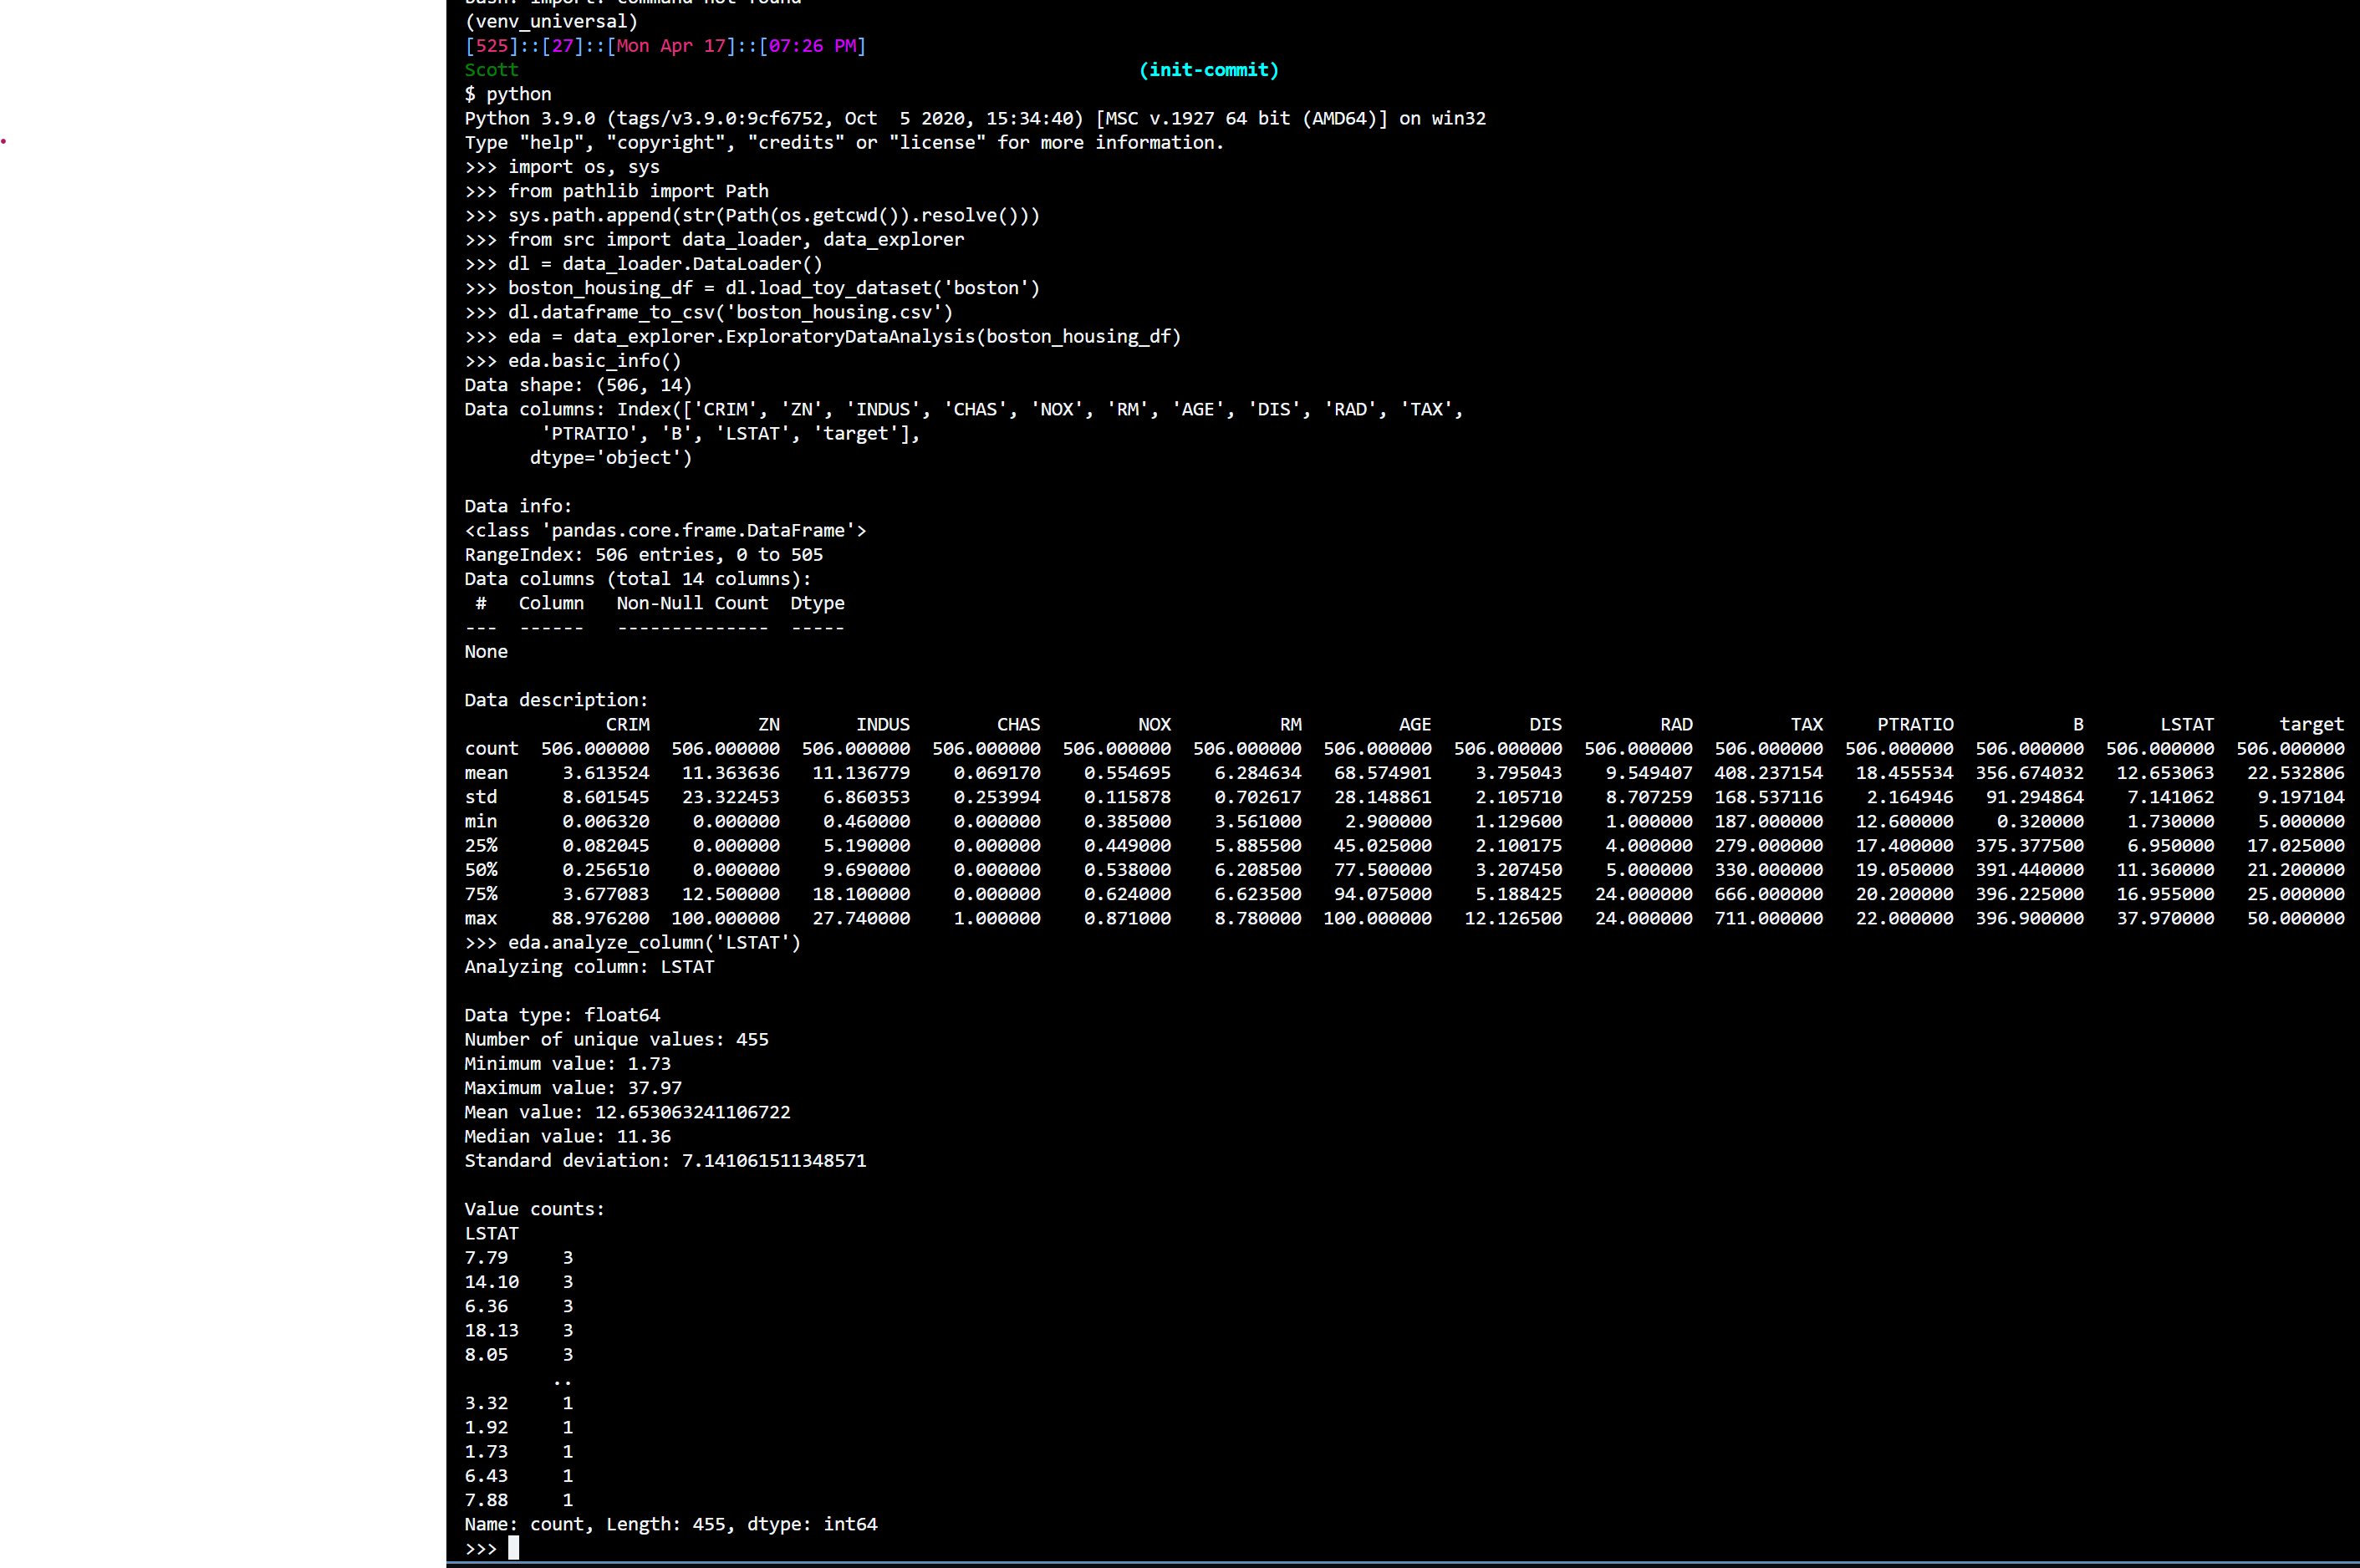 bash: import: command not found
(venv_universal)
[525]::[27]::[Mon Apr 17]::[07:26 PM]
Scott (init-commit)
$ python
Python 3.9.0 (tags/v3.9.0:9cf6752, Oct  5 2020, 15:34:40) [MSC v.1927 64 bit (AMD64)] on win32
Type "help", "copyright", "credits" or "license" for more information.
>>> import os, sys
>>> from pathlib import Path
>>> sys.path.append(str(Path(os.getcwd()).resolve()))
>>> from src import data_loader, data_explorer
>>> dl = data_loader.DataLoader()
>>> boston_housing_df = dl.load_toy_dataset('boston')
>>> dl.dataframe_to_csv('boston_housing.csv')
>>> eda = data_explorer.ExploratoryDataAnalysis(boston_housing_df)
>>> eda.basic_info()
Data shape: (506, 14)
Data columns: Index(['CRIM', 'ZN', 'INDUS', 'CHAS', 'NOX', 'RM', 'AGE', 'DIS', 'RAD', 'TAX',
       'PTRATIO', 'B', 'LSTAT', 'target'],
      dtype='object')
Data info:
<class 'pandas.core.frame.DataFrame'>
RangeIndex: 506 entries, 0 to 505
Data columns (total 14 columns):
 #   Column   Non-Null Count  Dtype
---  ------   --------------  -----
None
Data description:
             CRIM          ZN       INDUS        CHAS         NOX          RM         AGE         DIS         RAD         TAX     PTRATIO           B       LSTAT      target
count  506.000000  506.000000  506.000000  506.000000  506.000000  506.000000  506.000000  506.000000  506.000000  506.000000  506.000000  506.000000  506.000000  506.000000
mean     3.613524   11.363636   11.136779    0.069170    0.554695    6.284634   68.574901    3.795043    9.549407  408.237154   18.455534  356.674032   12.653063   22.532806
std      8.601545   23.322453    6.860353    0.253994    0.115878    0.702617   28.148861    2.105710    8.707259  168.537116    2.164946   91.294864    7.141062    9.197104
min      0.006320    0.000000    0.460000    0.000000    0.385000    3.561000    2.900000    1.129600    1.000000  187.000000   12.600000    0.320000    1.730000    5.000000
25%      0.082045    0.000000    5.190000    0.000000    0.449000    5.885500   45.025000    2.100175    4.000000  279.000000   17.400000  375.377500    6.950000   17.025000
50%      0.256510    0.000000    9.690000    0.000000    0.538000    6.208500   77.500000    3.207450    5.000000  330.000000   19.050000  391.440000   11.360000   21.200000
75%      3.677083   12.500000   18.100000    0.000000    0.624000    6.623500   94.075000    5.188425   24.000000  666.000000   20.200000  396.225000   16.955000   25.000000
max     88.976200  100.000000   27.740000    1.000000    0.871000    8.780000  100.000000   12.126500   24.000000  711.000000   22.000000  396.900000   37.970000   50.000000
>>> eda.analyze_column('LSTAT')
Analyzing column: LSTAT
Data type: float64
Number of unique values: 455
Minimum value: 1.73
Maximum value: 37.97
Mean value: 12.653063241106722
Median value: 11.36
Standard deviation: 7.141061511348571
Value counts:
LSTAT
7.79     3
14.10    3
6.36     3
18.13    3
8.05     3
        ..
3.32     1
1.92     1
1.73     1
6.43     1
7.88     1
Name: count, Length: 455, dtype: int64
>>>